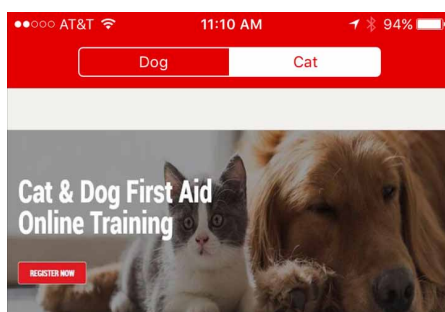 AT&T 11:10 AM 94%
Dog Cat
Cat & Dog First Aid
Online Training
REGISTER NOW